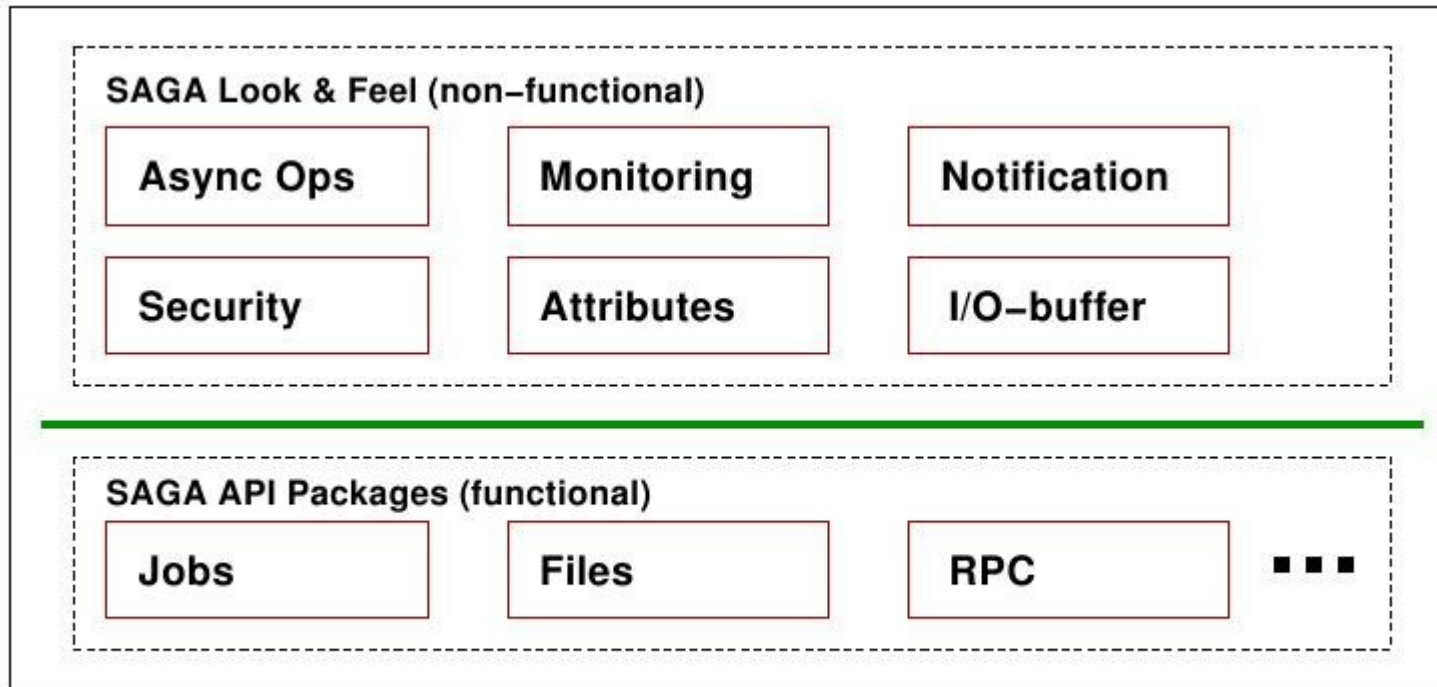 SAGA Look & Feel (non–functional)
Async Ops Monitoring Notification
Security Attributes I/O–buffer
SAGA API Packages (functional)
Jobs Files RPC ...